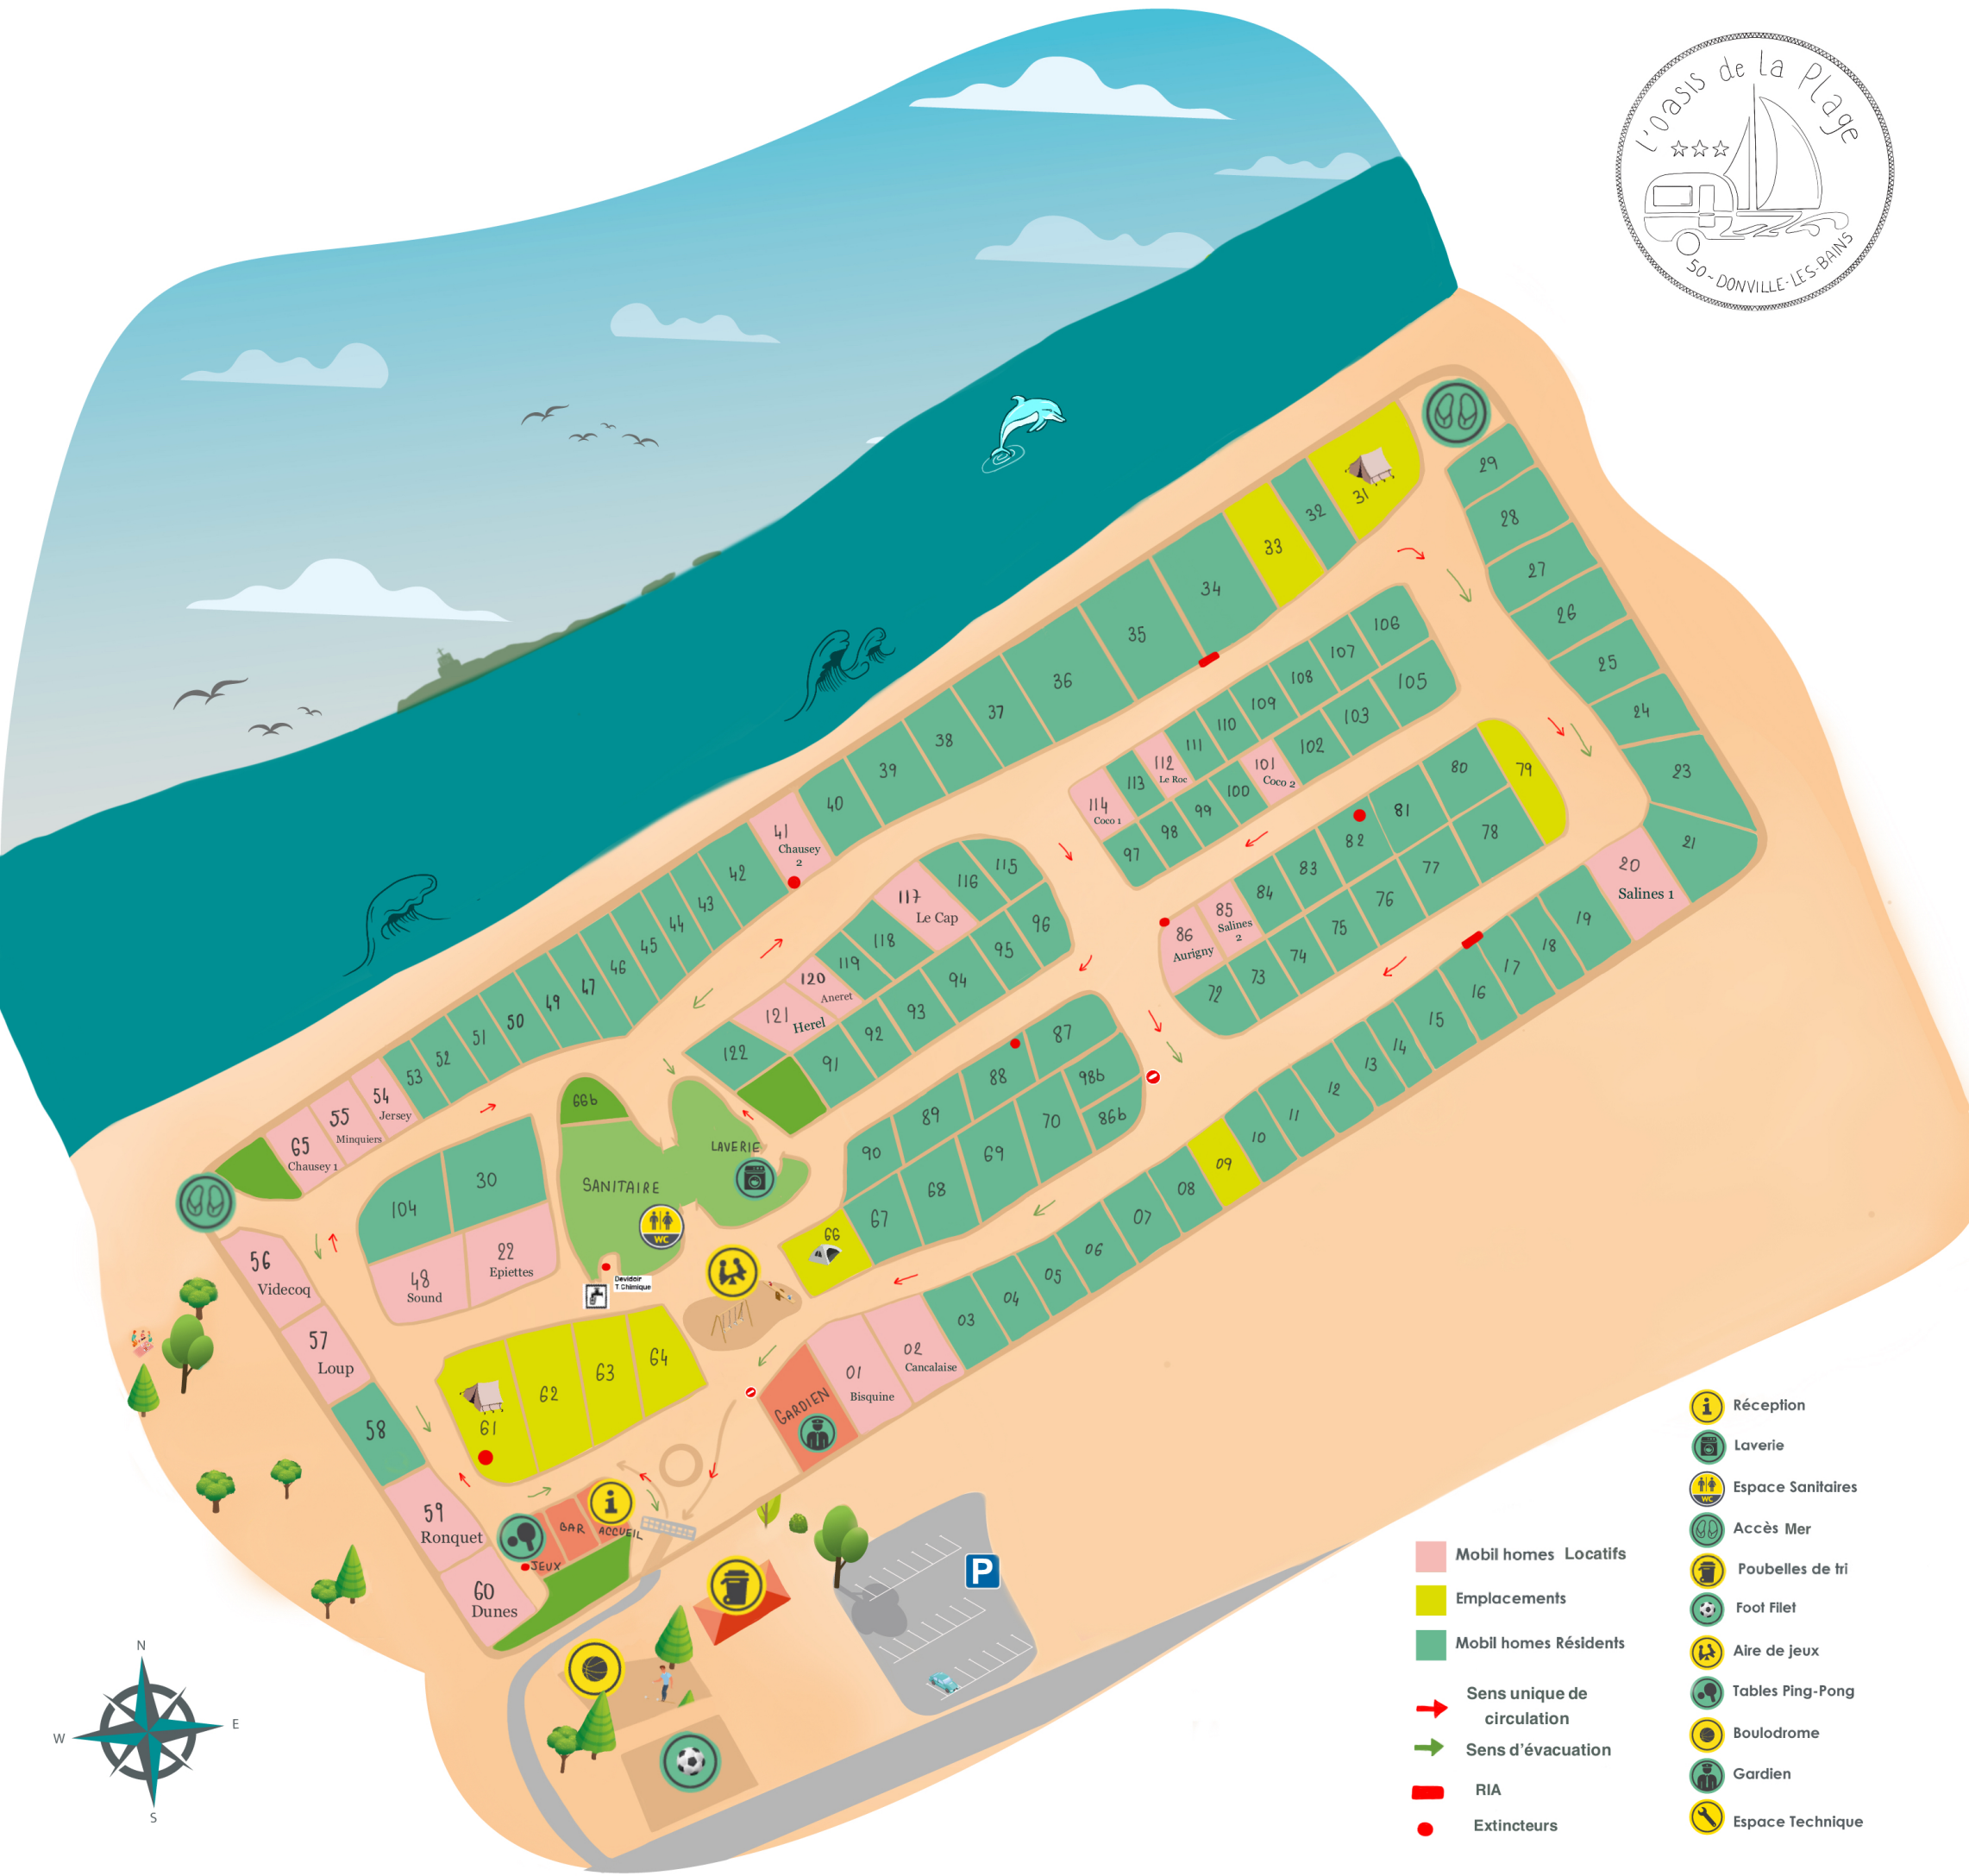 L'oasis de La Plage
50-DONVILLE-LES-BAINS
29
28
27
26
25
24
23
21
20
Salines 1
19
18
17
16
15
14
13
12
11
10
09
08
07
06
05
04
03
02
Cancalaise
01
Bisquine
GARDIEN
31
32
33
34
35
36
37
38
39
40
41
Chausey
2
42
43
44
45
46
47
49
50
51
52
53
54
Jersey
55
Minquiers
65
Chausey 1
106
107
108
109
110
111
112
Le Roc
113
114
Coco 1
105
103
102
101
Coco 2
100
99
98
97
79
80
81
82
83
84
85
Salines
2
86
Aurigny
78
77
76
75
74
73
72
115
116
117
Le Cap
118
119
120
Aneret
121
Herel
122
96
95
94
93
92
91
87
88
89
90
98b
86b
70
69
68
67
66
66b
SANITAIRE
WC
LAVERIE
Devidoir
T Chimique
104
30
48
Sound
22
Epiettes
56
Videcoq
57
Loup
58
59
Ronquet
60
Dunes
61
62
63
64
JEUX
BAR
ACCUEIL
P
N
W
E
S
Mobil homes Locatifs
Emplacements
Mobil homes Résidents
Sens unique de
circulation
Sens d'évacuation
RIA
Extincteurs
Réception
Laverie
WC
Espace Sanitaires
Accès Mer
Poubelles de tri
Foot Filet
Aire de jeux
Tables Ping-Pong
Boulodrome
Gardien
Espace Technique